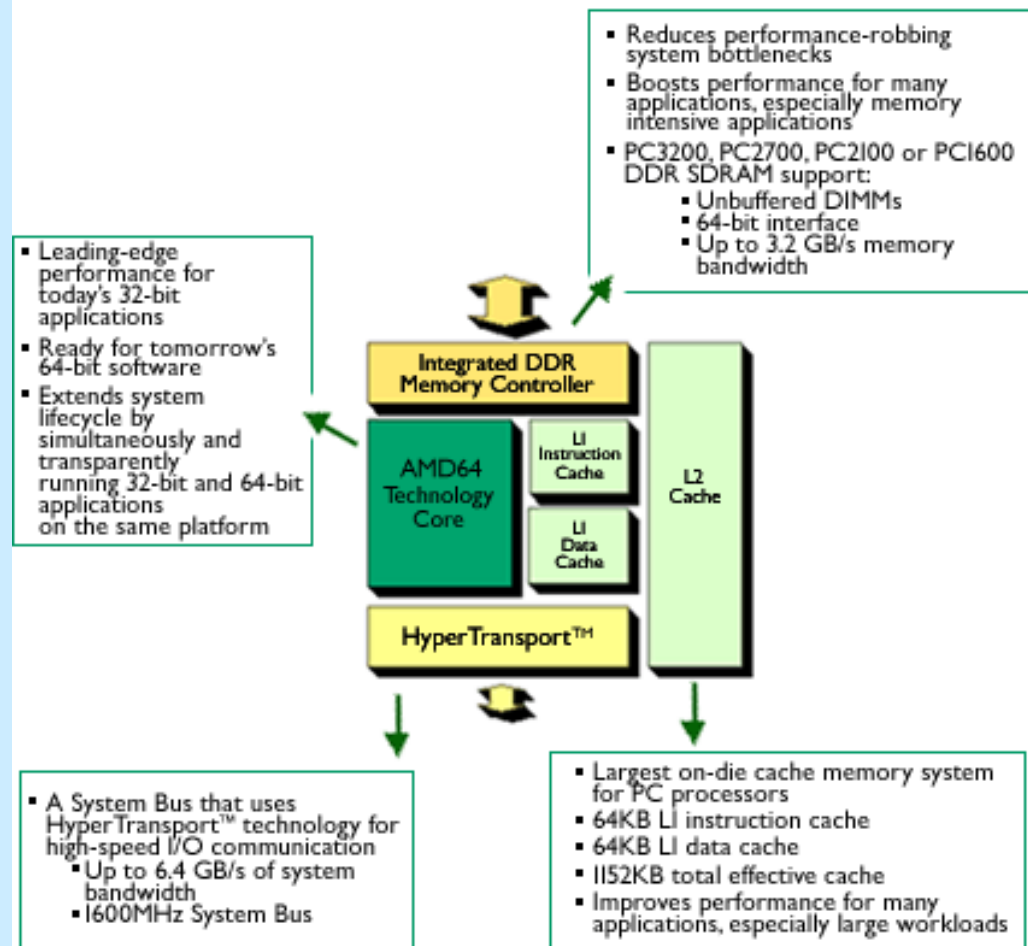 ▪ Reduces performance-robbing
system bottlenecks
▪ Boosts performance for many
applications, especially memory
intensive applications
▪ PC3200, PC2700, PC2100 or PC1600
DDR SDRAM support:
▪ Unbuffered DIMMs
▪ 64-bit interface
▪ Up to 3.2 GB/s memory
bandwidth
▪ Leading-edge
performance for
today's 32-bit
applications
▪ Ready for tomorrow's
64-bit software
▪ Extends system
lifecycle by
simultaneously and
transparently
running 32-bit and 64-bit
applications
on the same platform
Integrated DDR
Memory Controller
AMD64
Technology
Core
L1
Instruction
Cache
L1
Data
Cache
L2
Cache
HyperTransport™
▪ A System Bus that uses
HyperTransport™ technology for
high-speed I/O communication
▪ Up to 6.4 GB/s of system
bandwidth
▪ 1600MHz System Bus
▪ Largest on-die cache memory system
for PC processors
▪ 64KB L1 instruction cache
▪ 64KB L1 data cache
▪ 1152KB total effective cache
▪ Improves performance for many
applications, especially large workloads